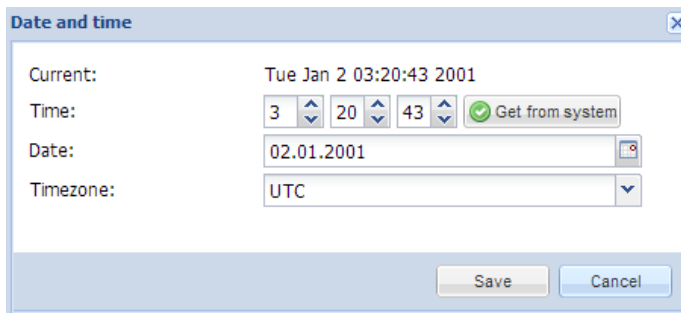 Date and time
Current: Tue Jan 2 03:20:43 2001
Time: 3 20 43 Get from system
Date: 02.01.2001
Timezone: UTC
Save Cancel